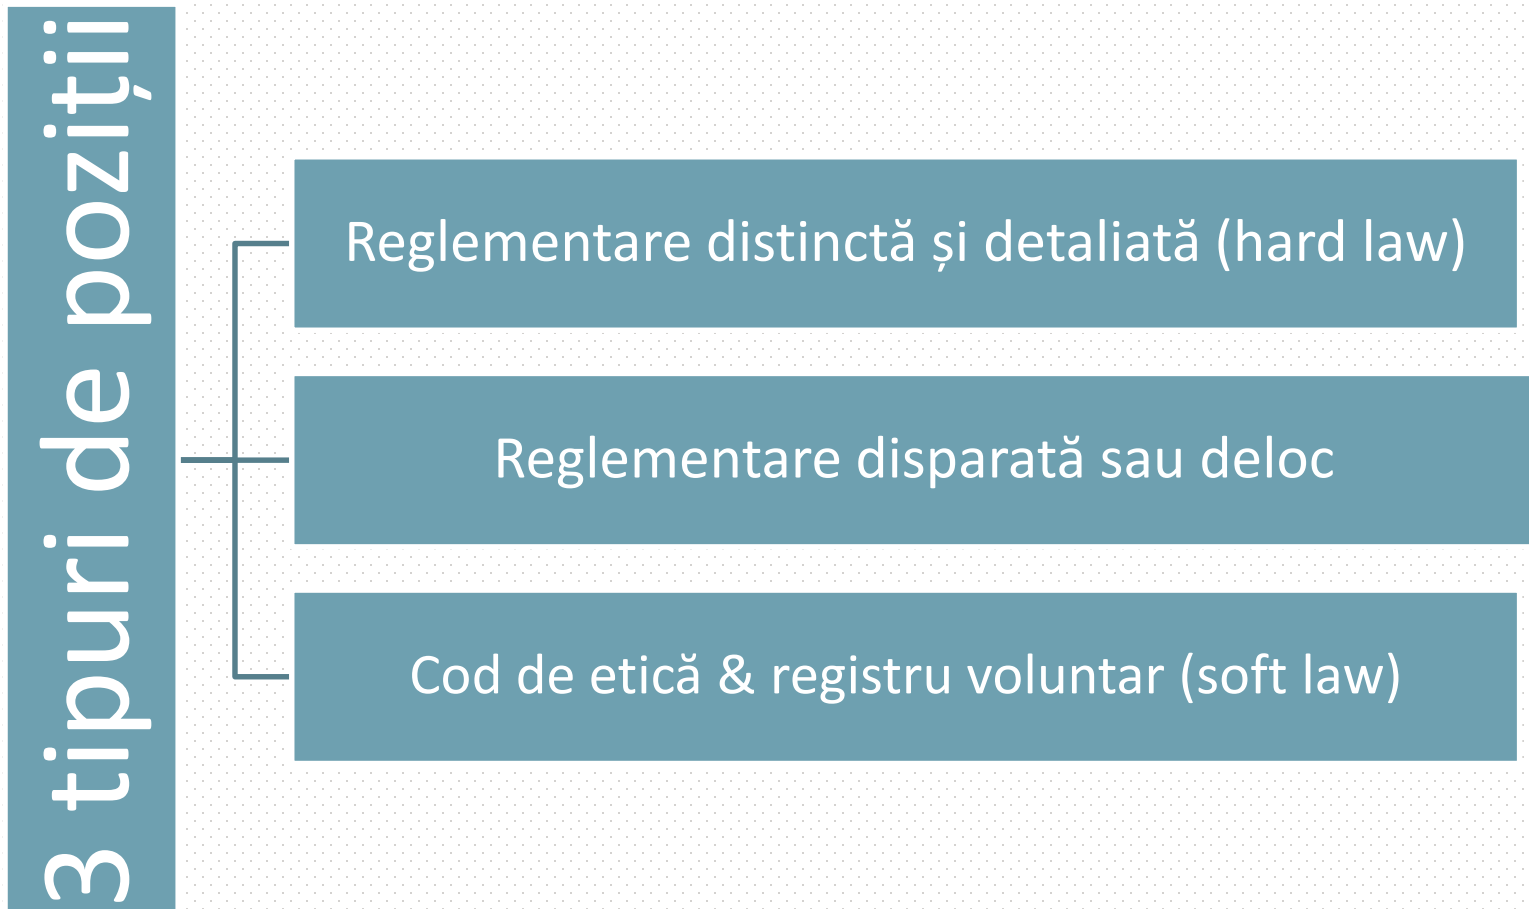 3 tipuri de poziții
Reglementare distinctă și detaliată (hard law)
Reglementare disparată sau deloc
Cod de etică & registru voluntar (soft law)